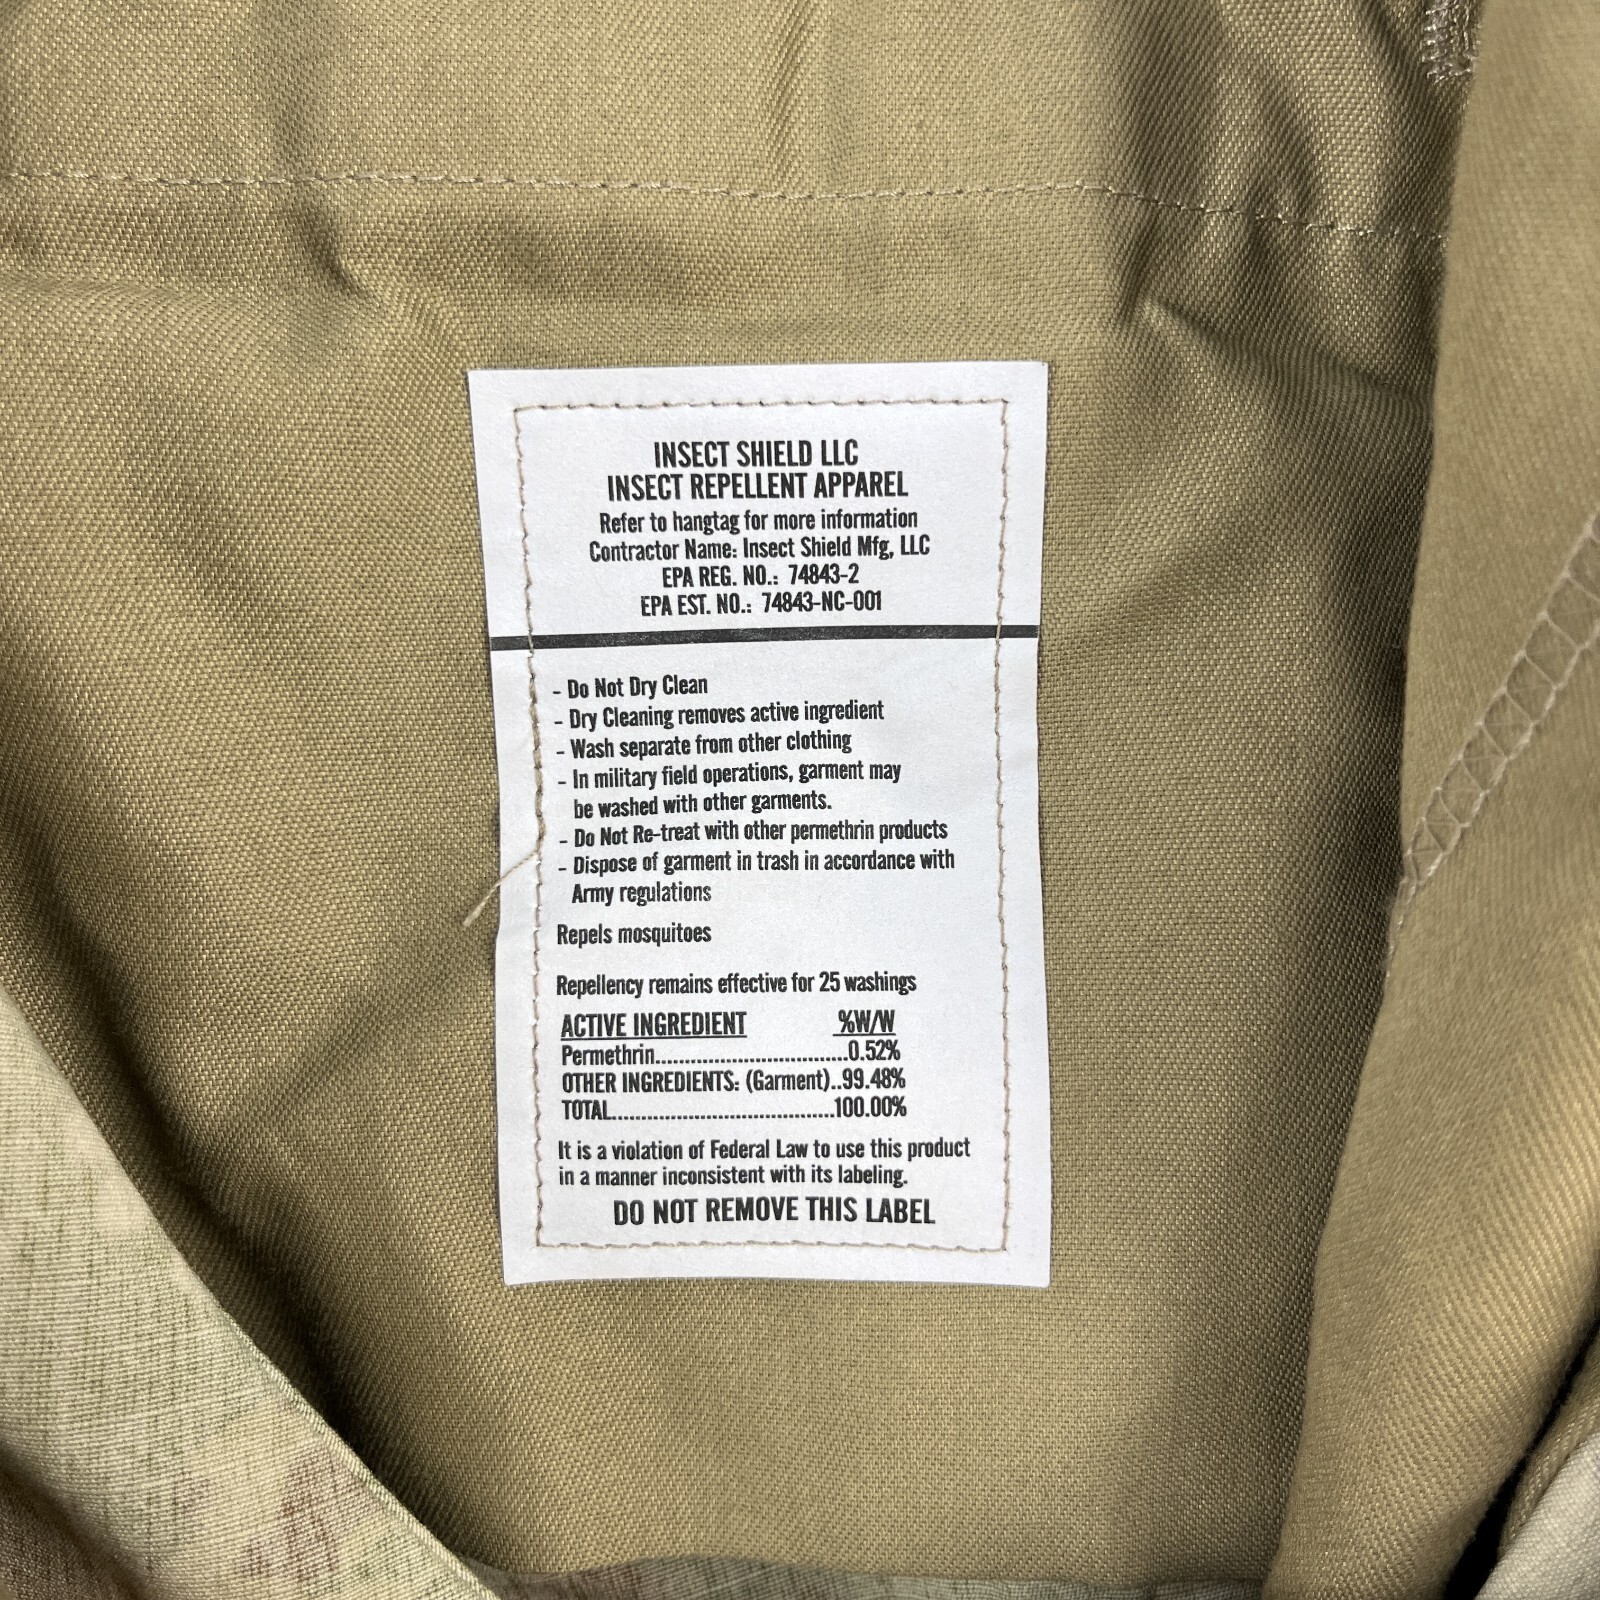 INSECT SHIELD LLC
INSECT REPELLENT APPAREL
Refer to hangtag for more information
Contractor Name: Insect Shield Mfg, LLC
EPA REG. NO.: 74843-2
EPA EST. NO.: 74843-NC-001
- Do Not Dry Clean
- Dry Cleaning removes active ingredient
- Wash separate from other clothing
- In military field operations, garment may
be washed with other garments.
- Do Not Re-treat with other permethrin products
- Dispose of garment in trash in accordance with
Army regulations
Repels mosquitoes
Repellency remains effective for 25 washings
ACTIVE INGREDIENT %W/W
Permethrin..................................0.52%
OTHER INGREDIENTS: (Garment)..99.48%
TOTAL.......................................100.00%
It is a violation of Federal Law to use this product
in a manner inconsistent with its labeling.
DO NOT REMOVE THIS LABEL